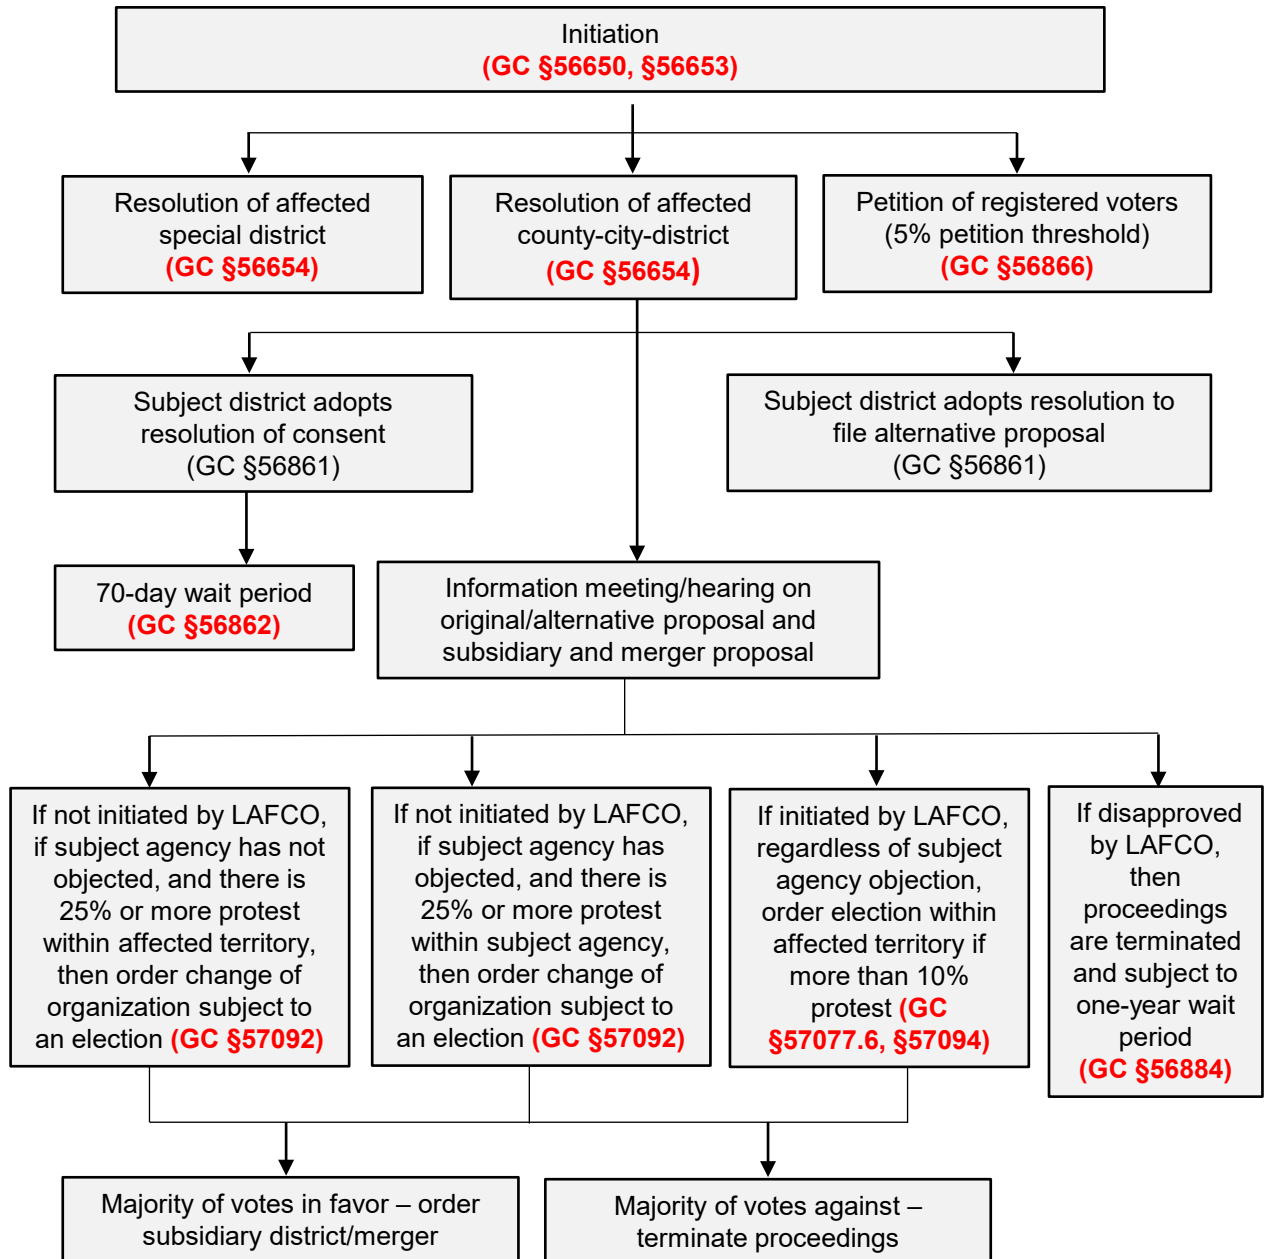 Initiation
(GC §56650, §56653)
Resolution of affected
special district
(GC §56654)
Resolution of affected
county-city-district
(GC §56654)
Petition of registered voters
(5% petition threshold)
(GC §56866)
Subject district adopts
resolution of consent
(GC §56861)
Subject district adopts resolution to
file alternative proposal
(GC §56861)
70-day wait period
(GC §56862)
Information meeting/hearing on
original/alternative proposal and
subsidiary and merger proposal
If not initiated by LAFCO,
if subject agency has not
objected, and there is
25% or more protest
within affected territory,
then order change of
organization subject to
an election (GC §57092)
If not initiated by LAFCO,
if subject agency has
objected, and there is
25% or more protest
within subject agency,
then order change of
organization subject to
an election (GC §57092)
If initiated by LAFCO,
regardless of subject
agency objection,
order election within
affected territory if
more than 10%
protest (GC
§57077.6, §57094)
If disapproved
by LAFCO,
then
proceedings
are terminated
and subject to
one-year wait
period
(GC §56884)
Majority of votes in favor – order
subsidiary district/merger
Majority of votes against –
terminate proceedings